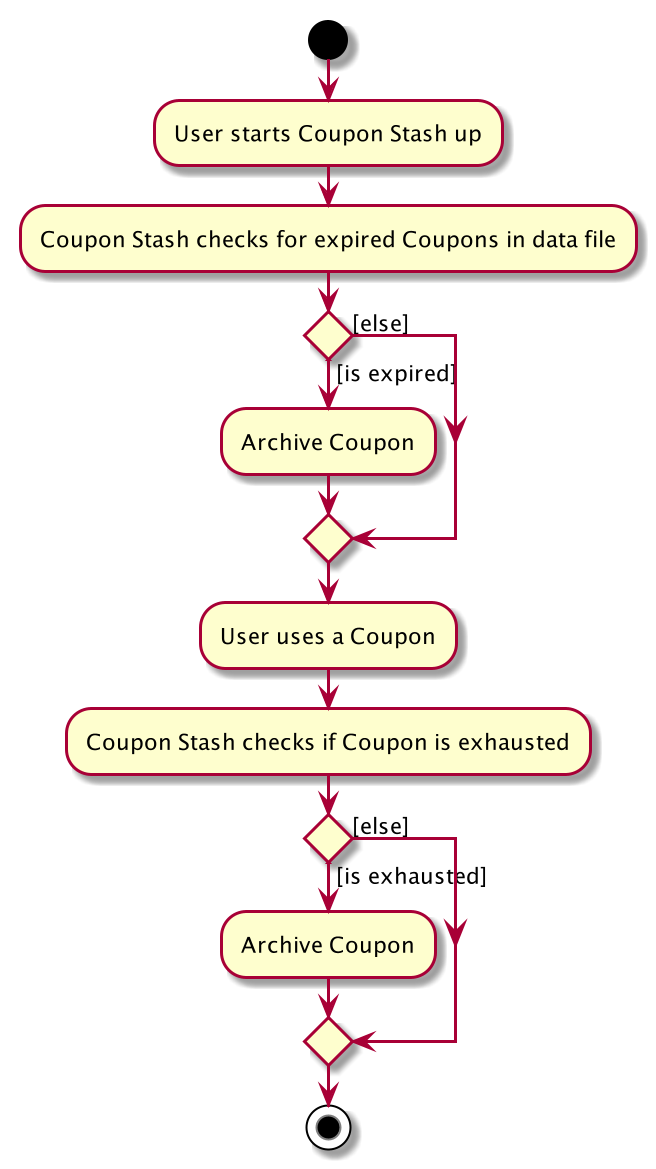 User starts Coupon Stash up
Coupon Stash checks for expired Coupons in data file
[else]
[is expired]
Archive Coupon
User uses a Coupon
Coupon Stash checks if Coupon is exhausted
[else]
[is exhausted]
Archive Coupon